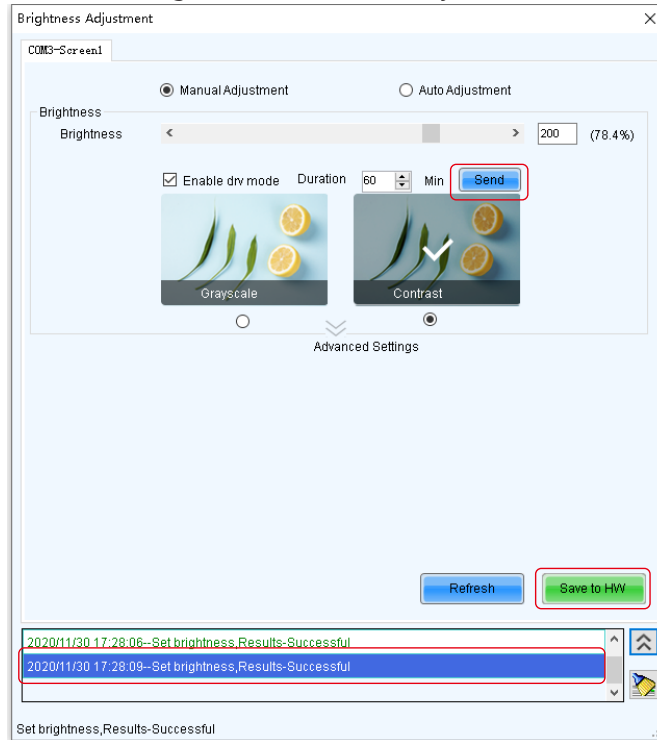 Brightness Adjustment
COM3-Screen1
Manual Adjustment Auto Adjustment
Brightness
Brightness 200 (78.4%)
Enable drv mode Duration 60 Min Send
Grayscale Contrast
Advanced Settings
Refresh Save to HW
2020/11/30 17:28:06--Set brightness,Results-Successful
2020/11/30 17:28:09--Set brightness,Results-Successful
Set brightness,Results-Successful